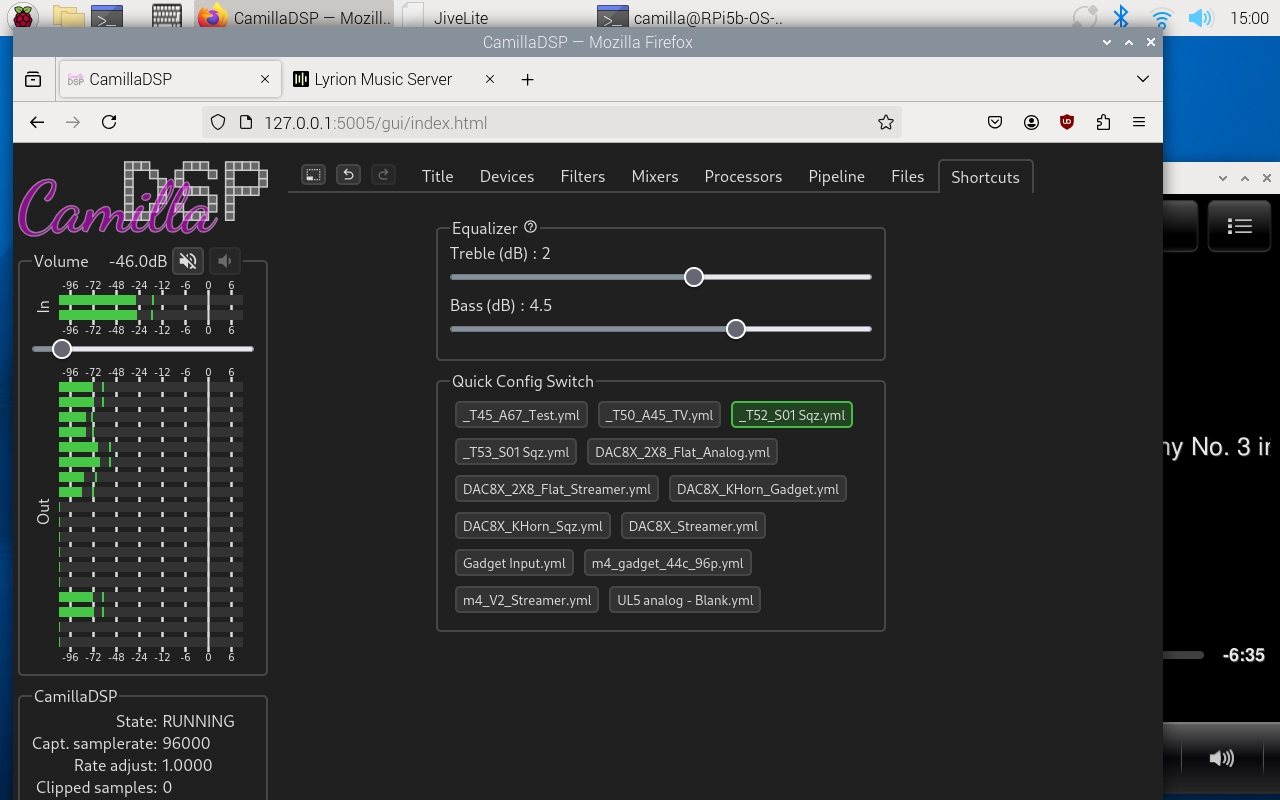 CamillaDSP — Mozill..
JiveLite
camilla@RPi5b-OS-..
15:00
CamillaDSP — Mozilla Firefox
DSP CamillaDSP
Lyrion Music Server
127.0.0.1:5005/gui/index.html
Camilla DSP
Title Devices Filters Mixers Processors Pipeline Files Shortcuts
Volume -46.0dB
-96 -72 -48 -24 -12 -6 0 6
In
-96 -72 -48 -24 -12 -6 0 6
-96 -72 -48 -24 -12 -6 0 6
Out
-96 -72 -48 -24 -12 -6 0 6
CamillaDSP
State: RUNNING
Capt. samplerate: 96000
Rate adjust: 1.0000
Clipped samples: 0
Equalizer
Treble (dB) : 2
Bass (dB) : 4.5
Quick Config Switch
_T45_A67_Test.yml _T50_A45_TV.yml _T52_S01 Sqz.yml
_T53_S01 Sqz.yml DAC8X_2X8_Flat_Analog.yml
DAC8X_2X8_Flat_Streamer.yml DAC8X_KHorn_Gadget.yml
DAC8X_KHorn_Sqz.yml DAC8X_Streamer.yml
Gadget Input.yml m4_gadget_44c_96p.yml
m4_V2_Streamer.yml UL5 analog - Blank.yml
No. 3
-6:35